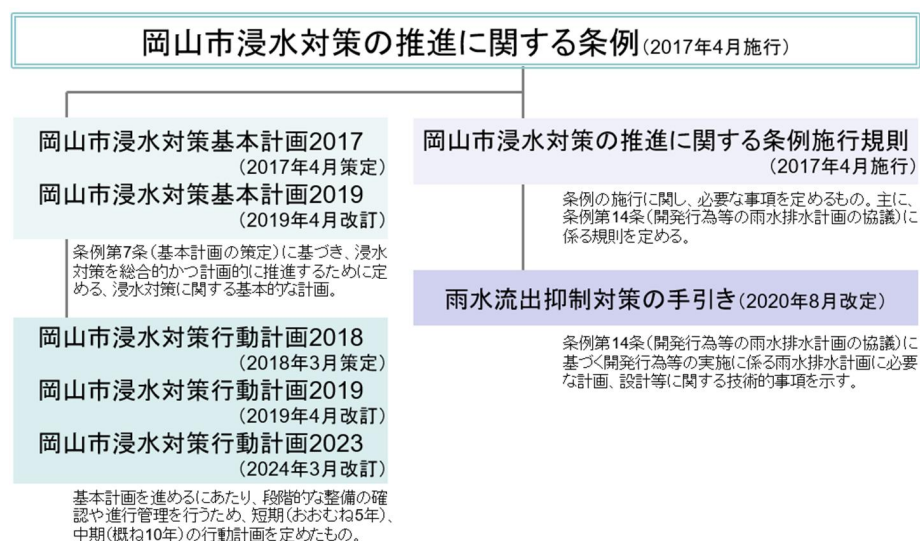 岡山市浸水対策の推進に関する条例(2017年4月施行)
岡山市浸水対策基本計画2017
(2017年4月策定)
岡山市浸水対策基本計画2019
(2019年4月改訂)
条例第7条(基本計画の策定)に基づき、浸水
対策を総合的かつ計画的に推進するために定
める、浸水対策に関する基本的な計画。
岡山市浸水対策行動計画2018
(2018年3月策定)
岡山市浸水対策行動計画2019
(2019年4月改訂)
岡山市浸水対策行動計画2023
(2024年3月改訂)
基本計画を進めるにあたり、段階的な整備の確
認や進行管理を行うため、短期(おおむね5年)、
中期(概ね10年)の行動計画を定めたもの。
岡山市浸水対策の推進に関する条例施行規則
(2017年4月施行)
条例の施行に関し、必要な事項を定めるもの。主に、
条例第14条(開発行為等の雨水排水計画の協議)に
係る規則を定める。
雨水流出抑制対策の手引き(2020年8月改定)
条例第14条(開発行為等の雨水排水計画の協議)に
基づく開発行為等の実施に係る雨水排水計画に必要
な計画、設計等に関する技術的事項を示す。